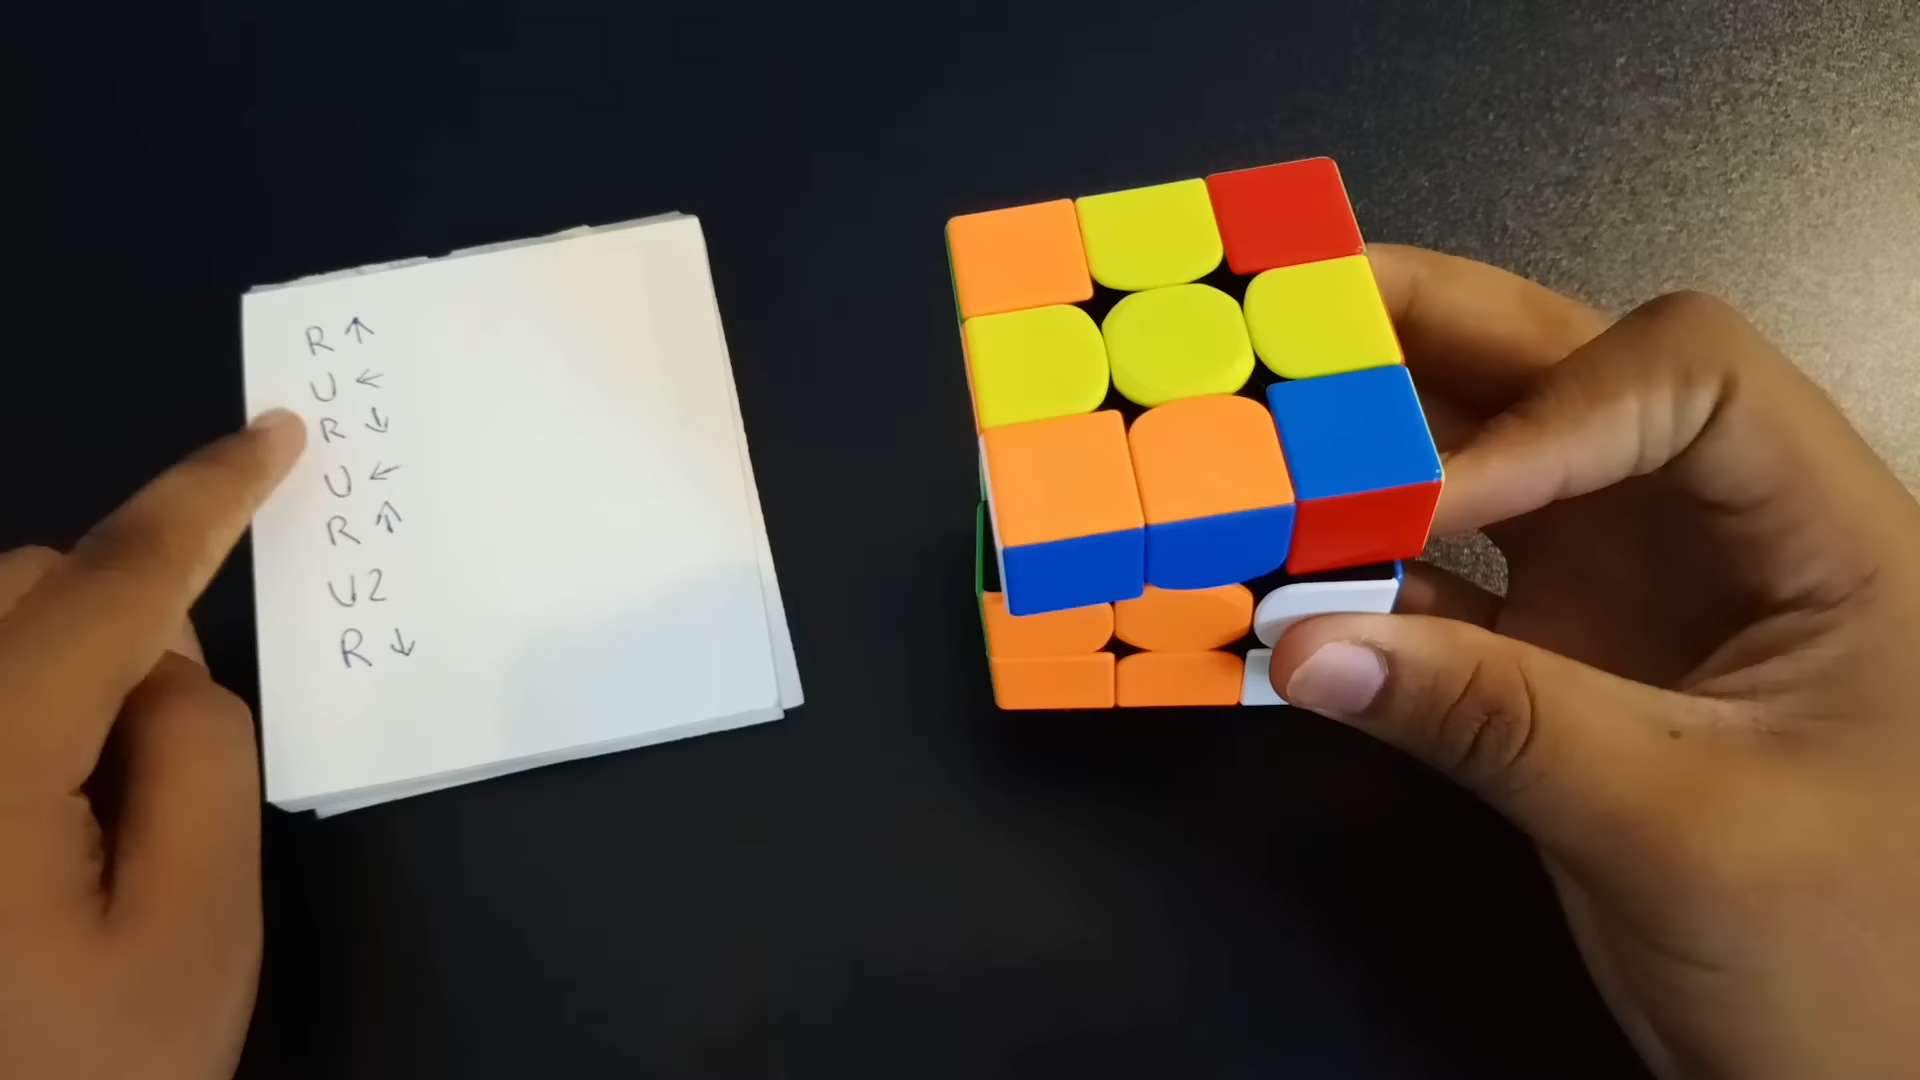 R ↑
U ←
R ↓
U ←
R ↑
U2
R ↓